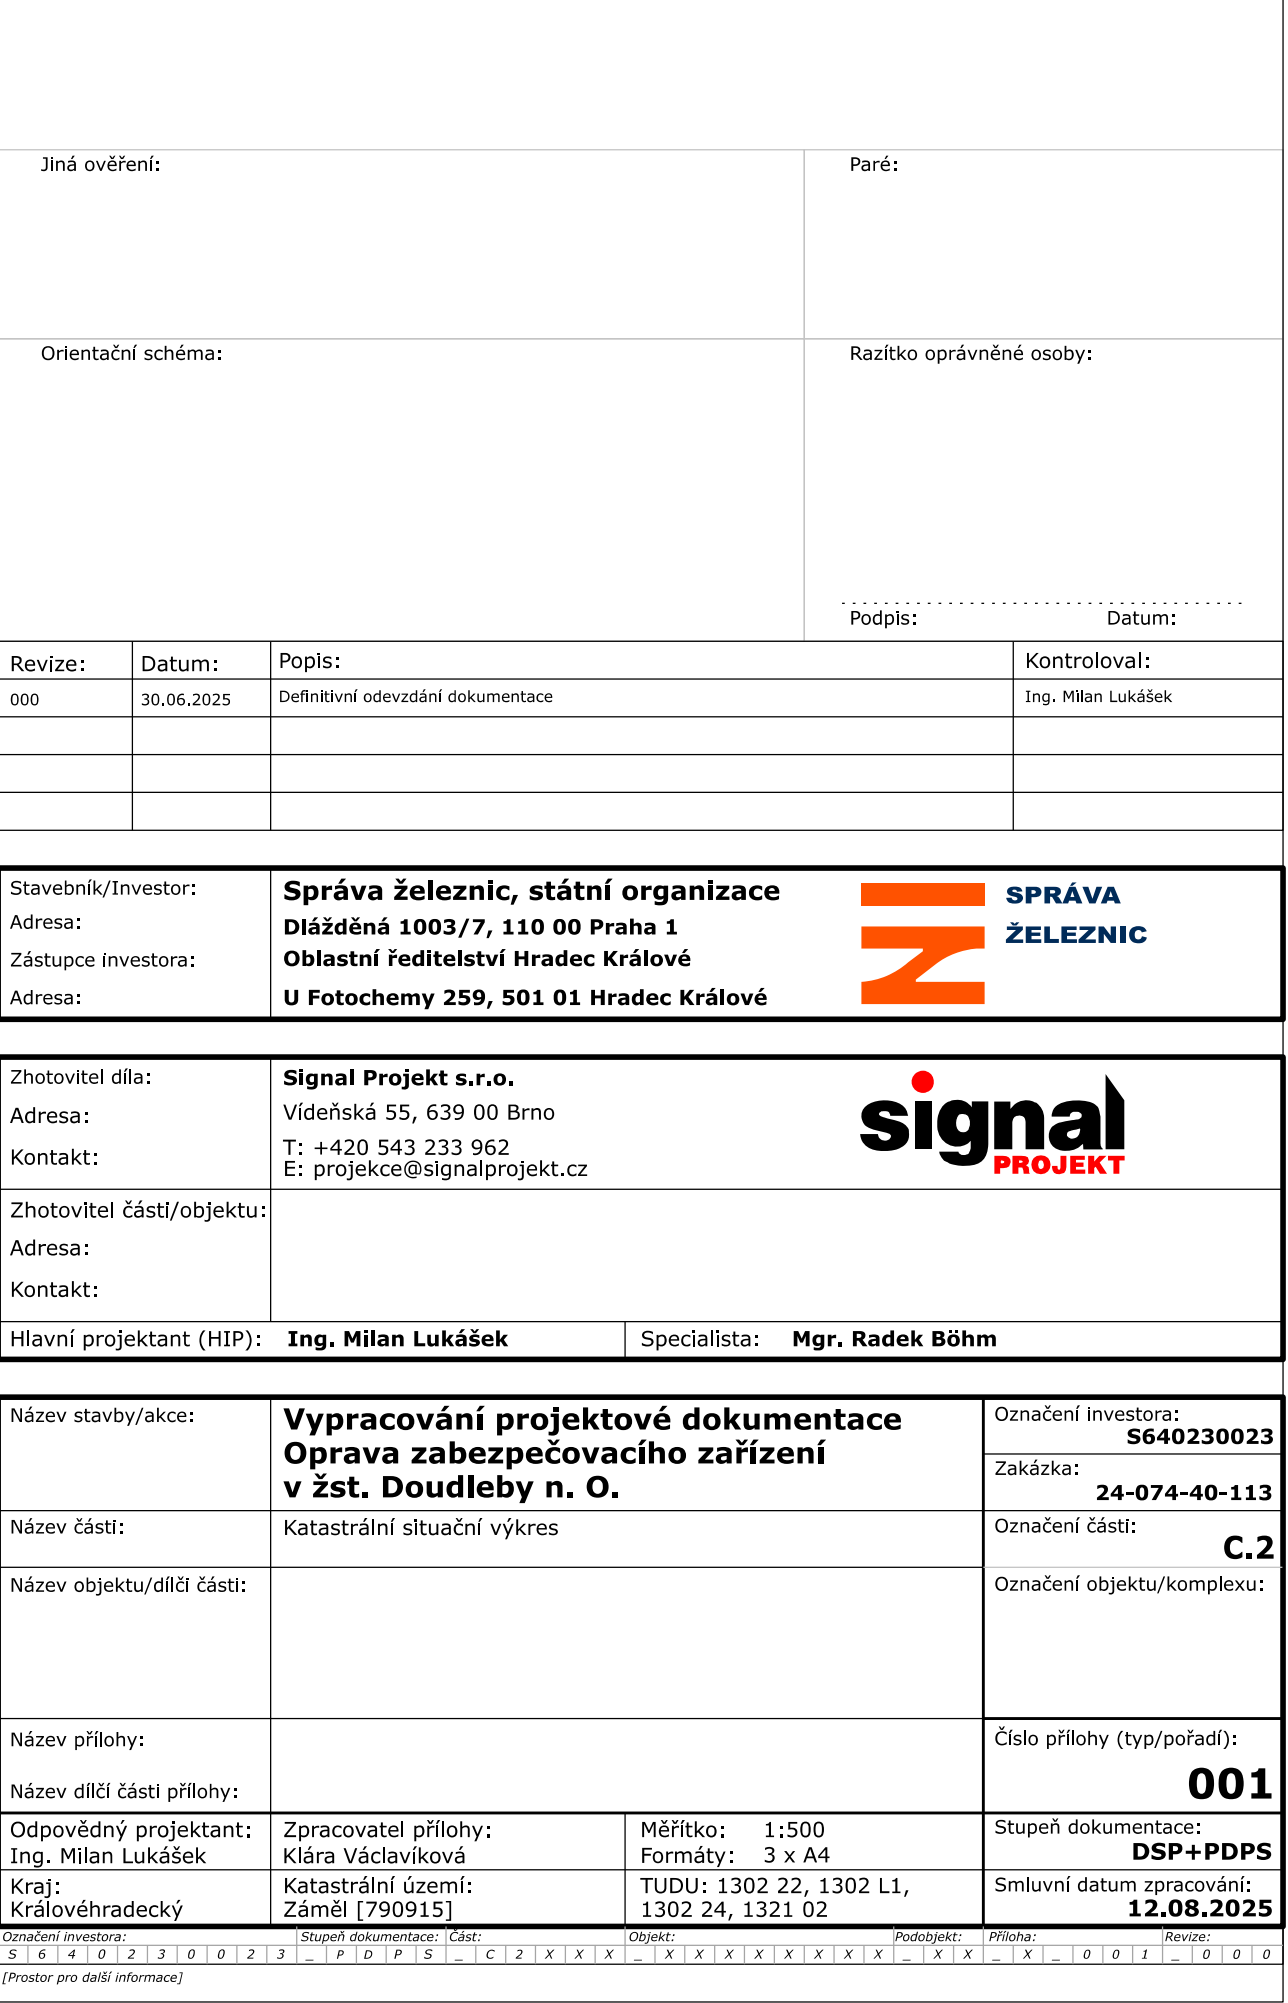 Jiná ověření:
Paré:
Orientační schéma:
Razítko oprávněné osoby:
Podpis: Datum:
Revize: Datum: Popis: Kontroloval:
000 30.06.2025 Definitivní odevzdání dokumentace Ing. Milan Lukášek
Stavebník/Investor: Správa železnic, státní organizace
Adresa: Dlážděná 1003/7, 110 00 Praha 1
Zástupce investora: Oblastní ředitelství Hradec Králové
Adresa: U Fotochemy 259, 501 01 Hradec Králové
SPRÁVA
ŽELEZNIC
Zhotovitel díla: Signal Projekt s.r.o.
Adresa: Vídeňská 55, 639 00 Brno
Kontakt: T: +420 543 233 962
E: projekce@signalprojekt.cz
signal
PROJEKT
Zhotovitel části/objektu:
Adresa:
Kontakt:
Hlavní projektant (HIP): Ing. Milan Lukášek Specialista: Mgr. Radek Böhm
Název stavby/akce: Vypracování projektové dokumentace
Oprava zabezpečovacího zařízení
v žst. Doudleby n. O.
Označení investora:
S640230023
Zakázka:
24-074-40-113
Název části: Katastrální situační výkres
Označení části:
C.2
Název objektu/dílči části:
Označení objektu/komplexu:
Název přílohy:
Název dílčí části přílohy:
Číslo přílohy (typ/pořadí):
001
Odpovědný projektant: Zpracovatel přílohy: Měřítko: 1:500 Stupeň dokumentace:
Ing. Milan Lukášek Klára Václavíková Formáty: 3 x A4 DSP+PDPS
Kraj: Katastrální území: TUDU: 1302 22, 1302 L1, Smluvní datum zpracování:
Královéhradecký Záměl [790915] 1302 24, 1321 02 12.08.2025
Označení investora: Stupeň dokumentace: Část: Objekt: Podobjekt: Příloha: Revize:
S 6 4 0 2 3 0 0 2 3 _ P D P S _ C 2 X X X _ X X X X X X X X _ X X _ X _ 0 0 1 _ 0 0 0
[Prostor pro další informace]